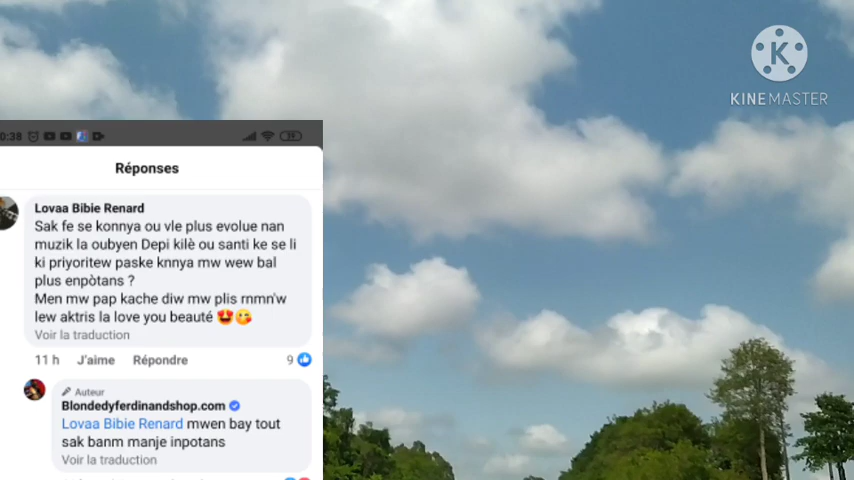 KINEMASTER
0:38
39
Réponses
Lovaa Bibie Renard
Sak fe se konnya ou vle plus evolue nan
muzik la oubyen Depi kilè ou santi ke se li
ki priyoritew paske knnya mw wew bal
plus enpòtans ?
Men mw pap kache diw mw plis rnmn'w
lew aktris la love you beauté
Voir la traduction
11 h J'aime Répondre 9
Auteur
Blondedyferdinandshop.com
Lovaa Bibie Renard mwen bay tout
sak banm manje inpotans
Voir la traduction